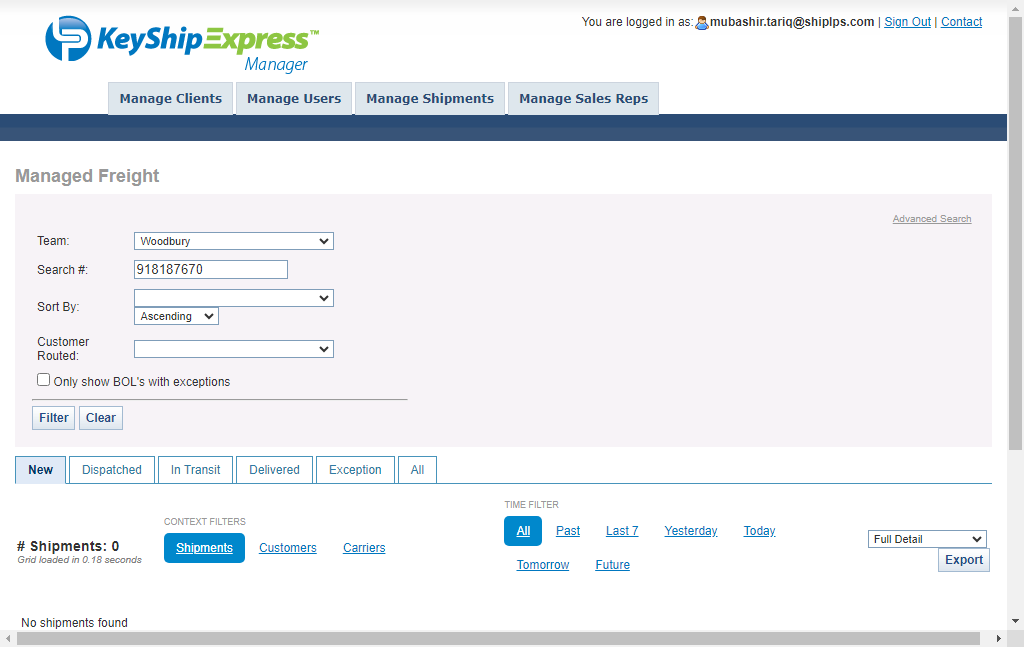 You are logged in as: mubashir.tariq@shiplps.com | Sign Out | Contact
KeyShipExpress™
Manager
Manage Clients Manage Users Manage Shipments Manage Sales Reps
Managed Freight
Advanced Search
Team: Woodbury
Search #: 918187670
Sort By:
Ascending
Customer
Routed:
Only show BOL's with exceptions
Filter Clear
New Dispatched In Transit Delivered Exception All
# Shipments: 0
Grid loaded in 0.18 seconds
CONTEXT FILTERS
Shipments Customers Carriers
TIME FILTER
All Past Last 7 Yesterday Today
Tomorrow Future
Full Detail
Export
No shipments found